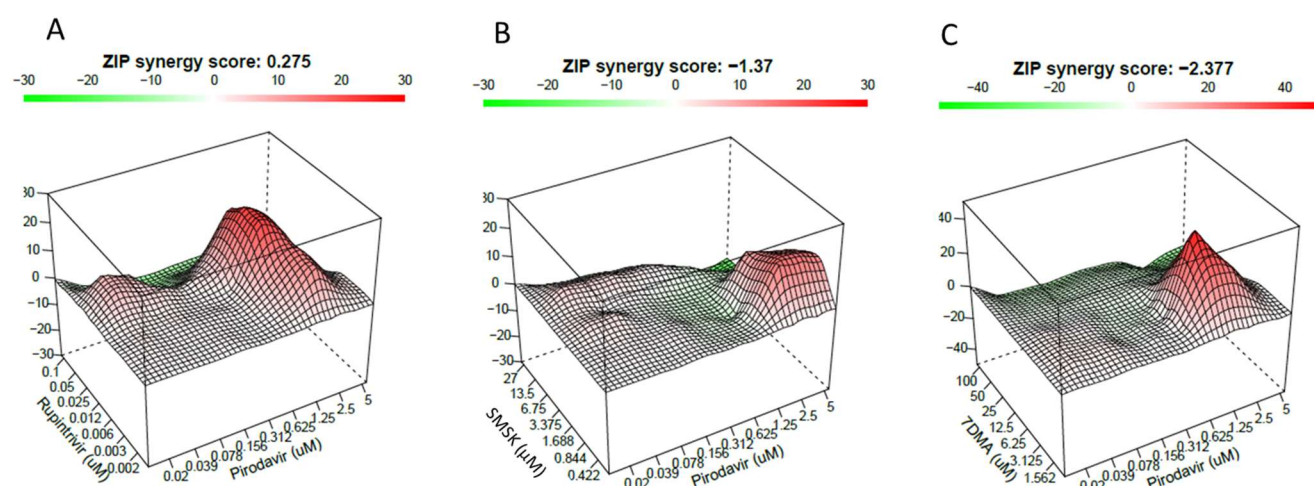 A
ZIP synergy score: 0.275
−30 −20 −10 0 10 20 30
30
20
10
0
−10
−20
−30
0.1
0.05
0.025
0.012
0.006
0.003
0.002
Rupintrivir (uM)
0.02 0.039 0.078 0.156 0.312 0.625 1.25 2.5 5
Pirodavir (uM)
B
ZIP synergy score: −1.37
−30 −20 −10 0 10 20 30
30
20
10
0
−10
−20
−30
27
13.5
6.75
3.375
1.688
0.844
0.422
SMSK (μM)
0.02 0.039 0.078 0.156 0.312 0.625 1.25 2.5 5
Pirodavir (uM)
C
ZIP synergy score: −2.377
−40 −20 0 20 40
40
20
0
−20
−40
100
50
25
12.5
6.25
3.125
1.562
7DMA (uM)
0.02 0.039 0.078 0.156 0.312 0.625 1.25 2.5 5
Pirodavir (uM)